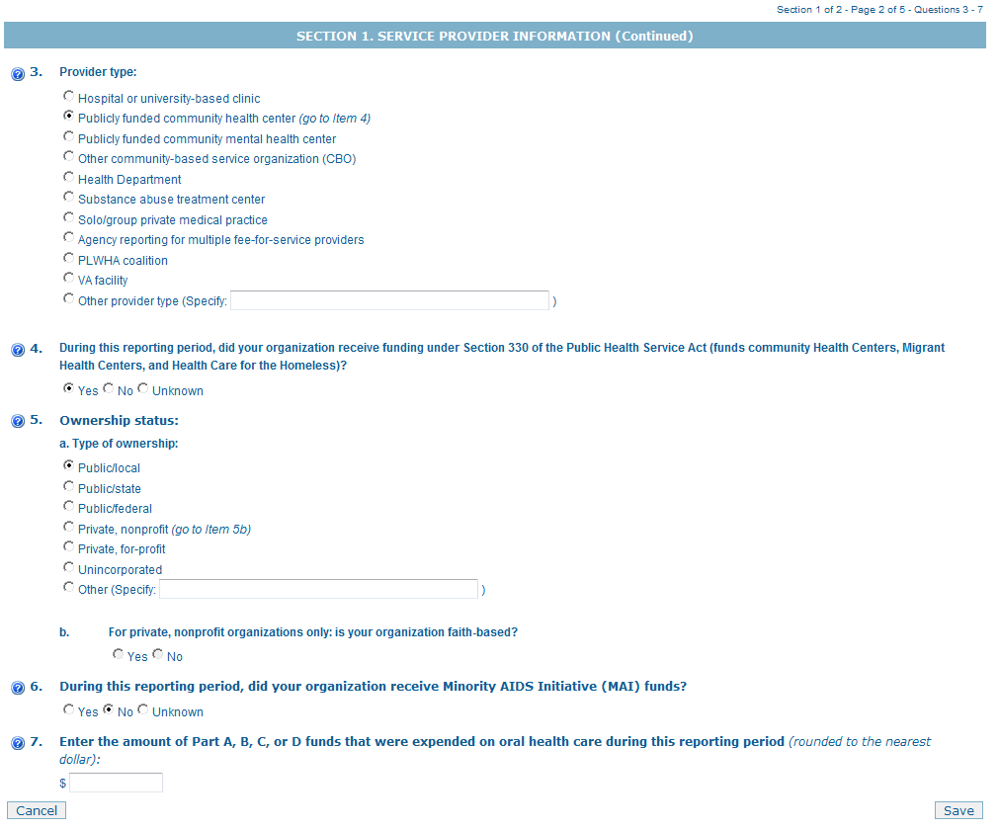 Section 1 of 2 - Page 2 of 5 - Questions 3 - 7
SECTION 1. SERVICE PROVIDER INFORMATION (Continued)
3. Provider type:
Hospital or university-based clinic
Publicly funded community health center (go to Item 4)
Publicly funded community mental health center
Other community-based service organization (CBO)
Health Department
Substance abuse treatment center
Solo/group private medical practice
Agency reporting for multiple fee-for-service providers
PLWHA coalition
VA facility
Other provider type (Specify: )
4. During this reporting period, did your organization receive funding under Section 330 of the Public Health Service Act (funds community Health Centers, Migrant
Health Centers, and Health Care for the Homeless)?
Yes No Unknown
5. Ownership status:
a. Type of ownership:
Public/local
Public/state
Public/federal
Private, nonprofit (go to Item 5b)
Private, for-profit
Unincorporated
Other (Specify: )
b. For private, nonprofit organizations only: is your organization faith-based?
Yes No
6. During this reporting period, did your organization receive Minority AIDS Initiative (MAI) funds?
Yes No Unknown
7. Enter the amount of Part A, B, C, or D funds that were expended on oral health care during this reporting period (rounded to the nearest
dollar):
$
Cancel Save